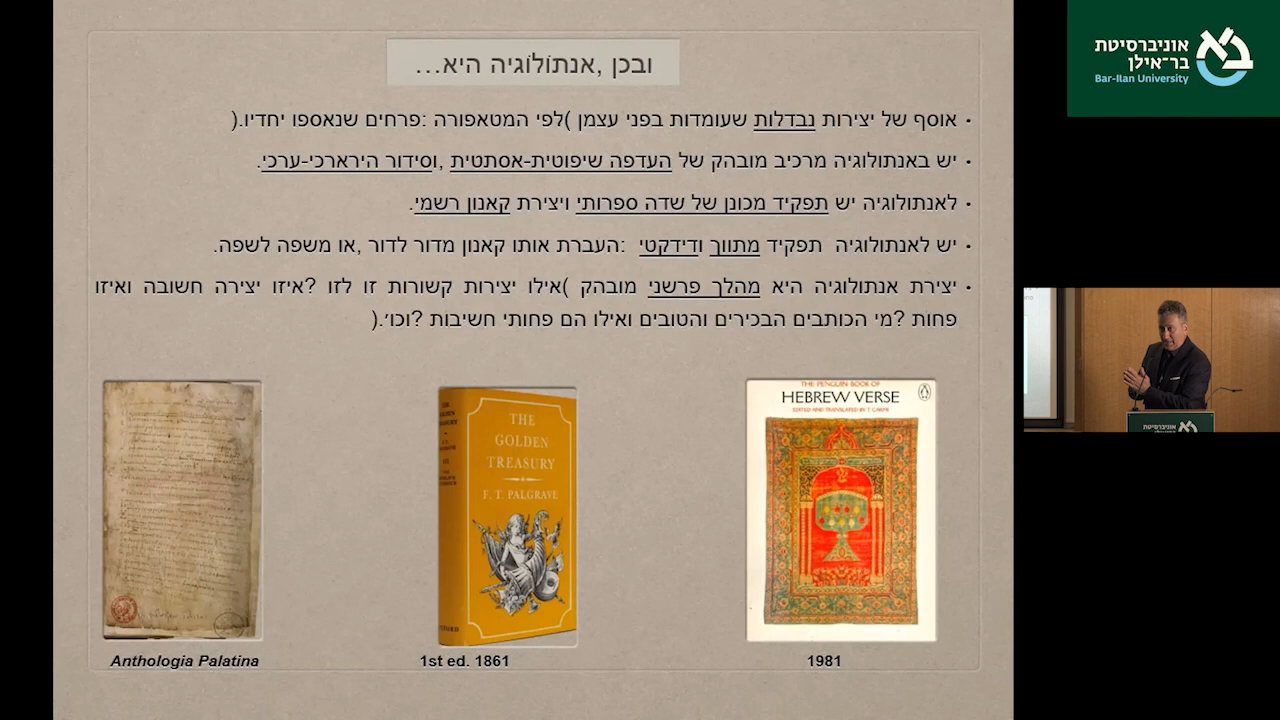 ובכן ,אנתולוגיה היא...
• אוסף של יצירות נבדלות שעומדות בפני עצמן )לפי המטאפורה :פרחים שנאספו יחדיו.(
• יש באנתולוגיה מרכיב מובהק של העדפה שיפוטית-אסתטית ,וסידור היררכי-ערכי.
• לאנתולוגיה יש תפקיד מכונן של שדה ספרותי ויצירת קאנון רשמי.
• יש לאנתולוגיה תפקיד מתווך ודידקטי :העברת אותו קאנון מדור לדור ,או משפה לשפה.
• יצירת אנתולוגיה היא מהלך פרשני מובהק )אילו יצירות קשורות זו לזו ?איזו יצירה חשובה ואיזו
פחות ?מי הכותבים הבכירים והטובים ואילו הם פחותי חשיבות ?וכו'.(
THE PENGUIN BOOK OF
HEBREW VERSE
EDITED AND TRANSLATED BY T. CARMI
THE
GOLDEN
TREASURY
F. T. PALGRAVE
1981
1st ed. 1861
Anthologia Palatina
אוניברסיטת
בר־אילן
Bar-Ilan University
אוניברסיטת